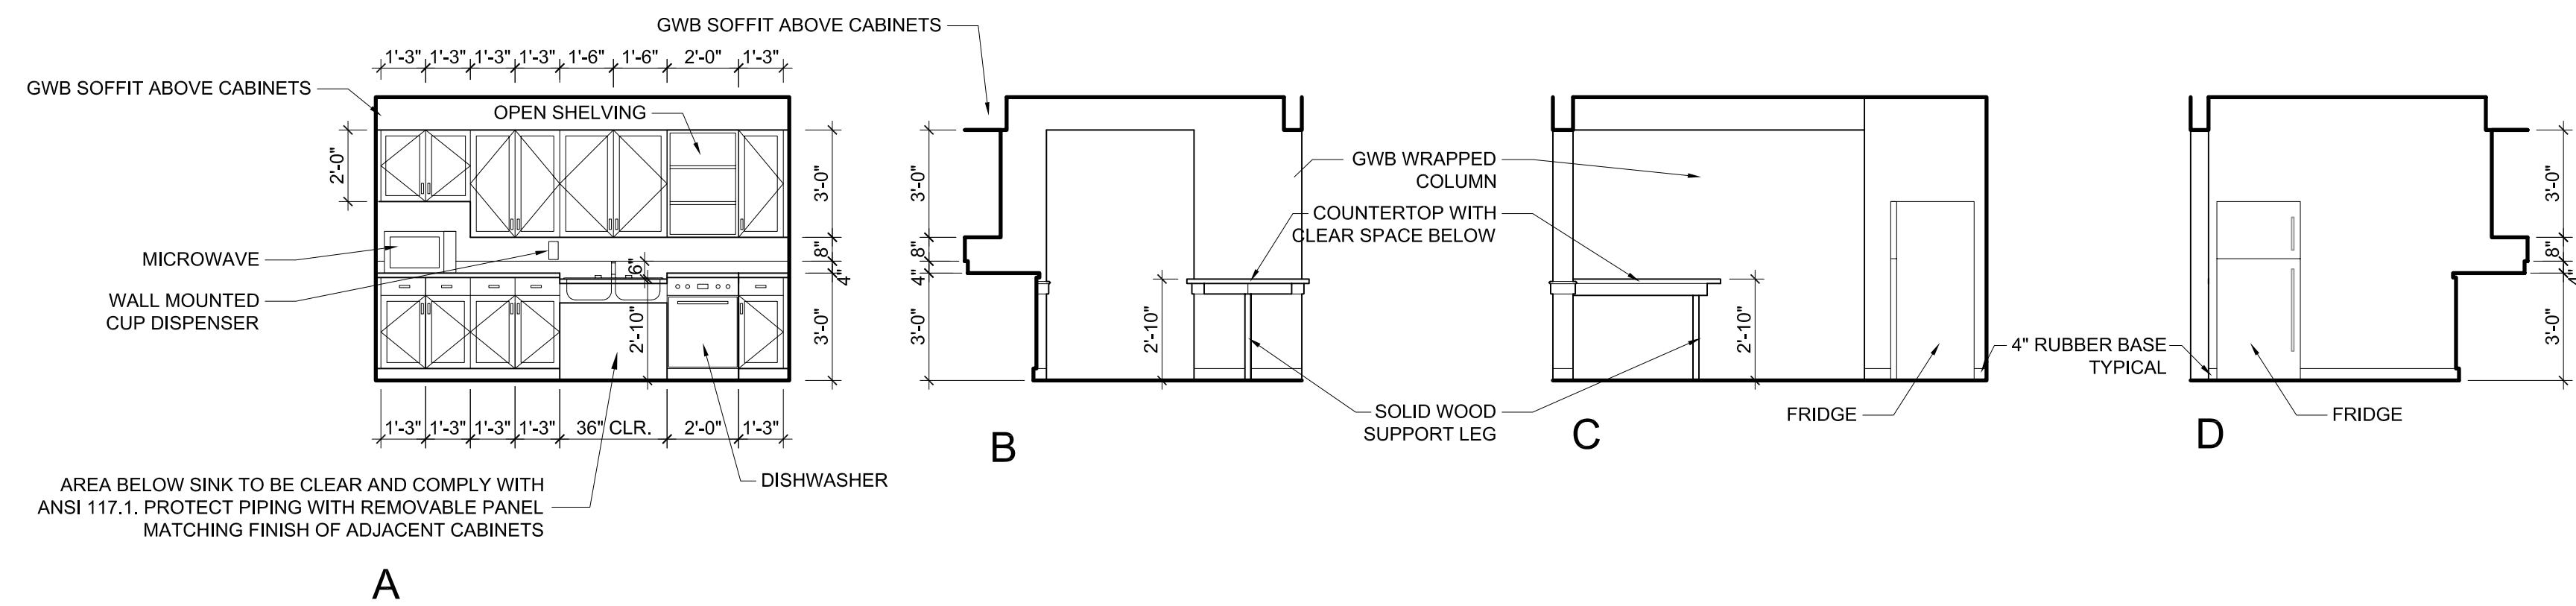 GWB SOFFIT ABOVE CABINETS
1'-3" 1'-3" 1'-3" 1'-3" 1'-6" 1'-6" 2'-0" 1'-3"
GWB SOFFIT ABOVE CABINETS
OPEN SHELVING
2'-0"
3'-0"
8"
4"
3'-0"
6"
2'-10"
MICROWAVE
WALL MOUNTED
CUP DISPENSER
1'-3" 1'-3" 1'-3" 1'-3" 36" CLR. 2'-0" 1'-3"
DISHWASHER
AREA BELOW SINK TO BE CLEAR AND COMPLY WITH
ANSI 117.1. PROTECT PIPING WITH REMOVABLE PANEL
MATCHING FINISH OF ADJACENT CABINETS
A
3'-0"
8"
4"
3'-0"
2'-10"
B
GWB WRAPPED
COLUMN
COUNTERTOP WITH
CLEAR SPACE BELOW
SOLID WOOD
SUPPORT LEG
2'-10"
FRIDGE
C
4" RUBBER BASE
TYPICAL
FRIDGE
D
3'-0"
8"
4"
3'-0"